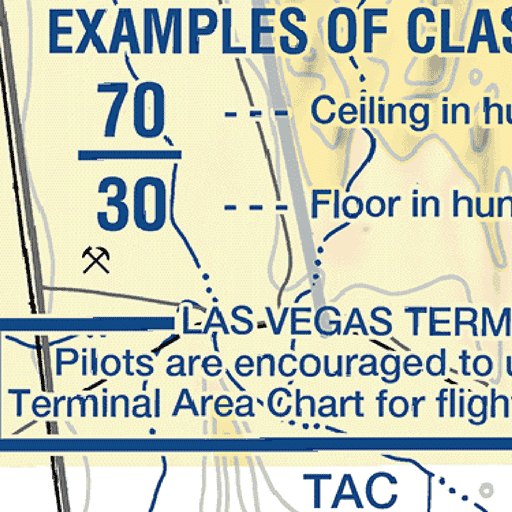 EXAMPLES OF CLAS
70 --- Ceiling in hu
30 --- Floor in hun
LAS VEGAS TERM
Pilots are encouraged to u
Terminal Area Chart for fligh
TAC